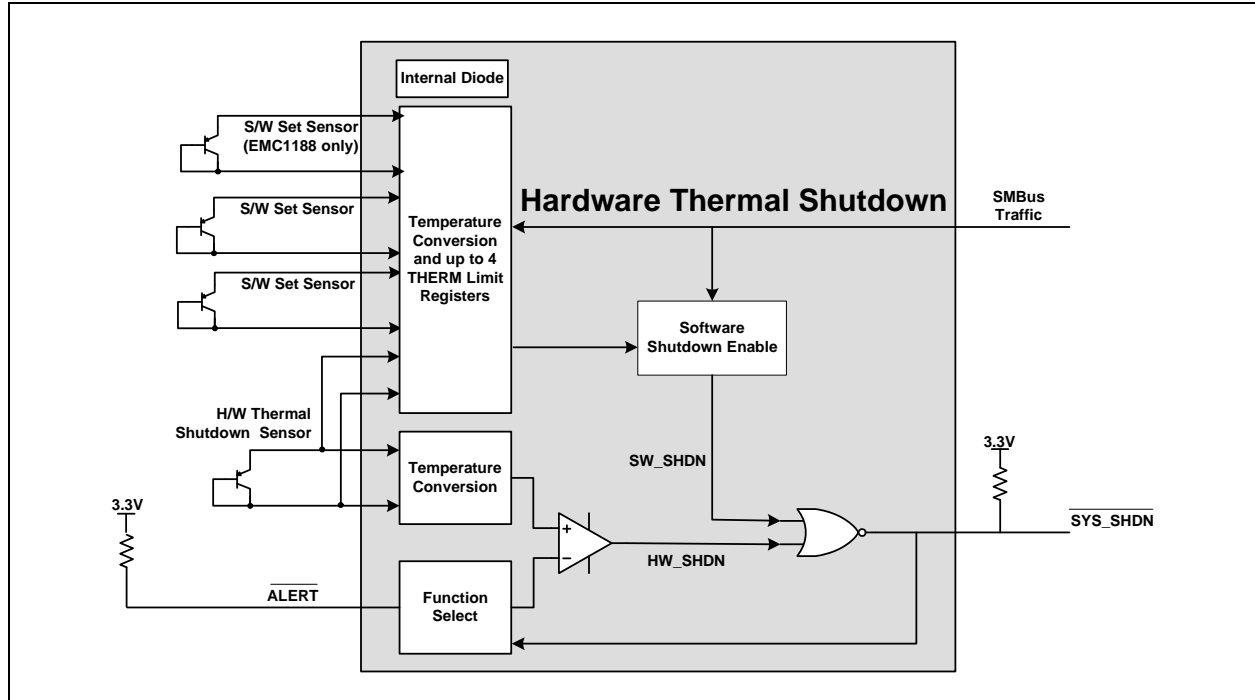 Internal Diode
S/W Set Sensor
(EMC1188 only)
Hardware Thermal Shutdown
SMBus
Traffic
S/W Set Sensor
Temperature
Conversion
and up to 4
THERM Limit
Registers
S/W Set Sensor
Software
Shutdown Enable
H/W Thermal
Shutdown Sensor
Temperature
Conversion
SW_SHDN
3.3V
3.3V
+
−
SYS_SHDN
HW_SHDN
ALERT
Function
Select